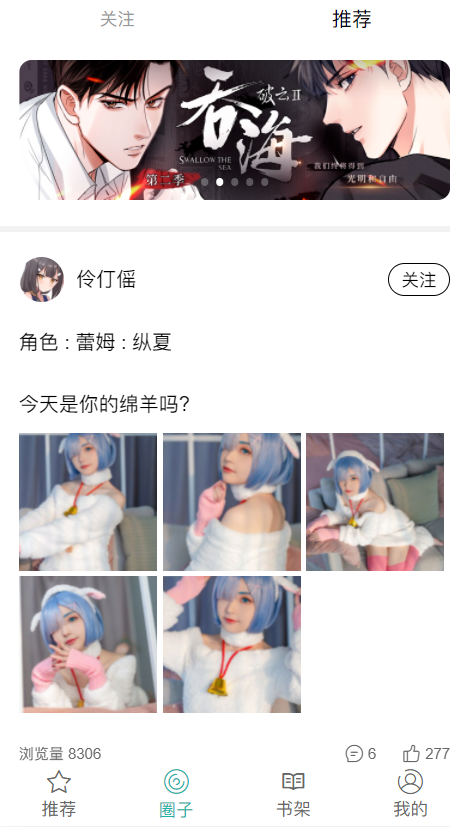 关注
推荐
破云II
吞海
SWALLOW THE
SEA
我们终将得到
光明和自由
第二季
伶仃傜
关注
角色 : 蕾姆 : 纵夏
今天是你的绵羊吗?
浏览量 8306
6
277
推荐
圈子
书架
我的